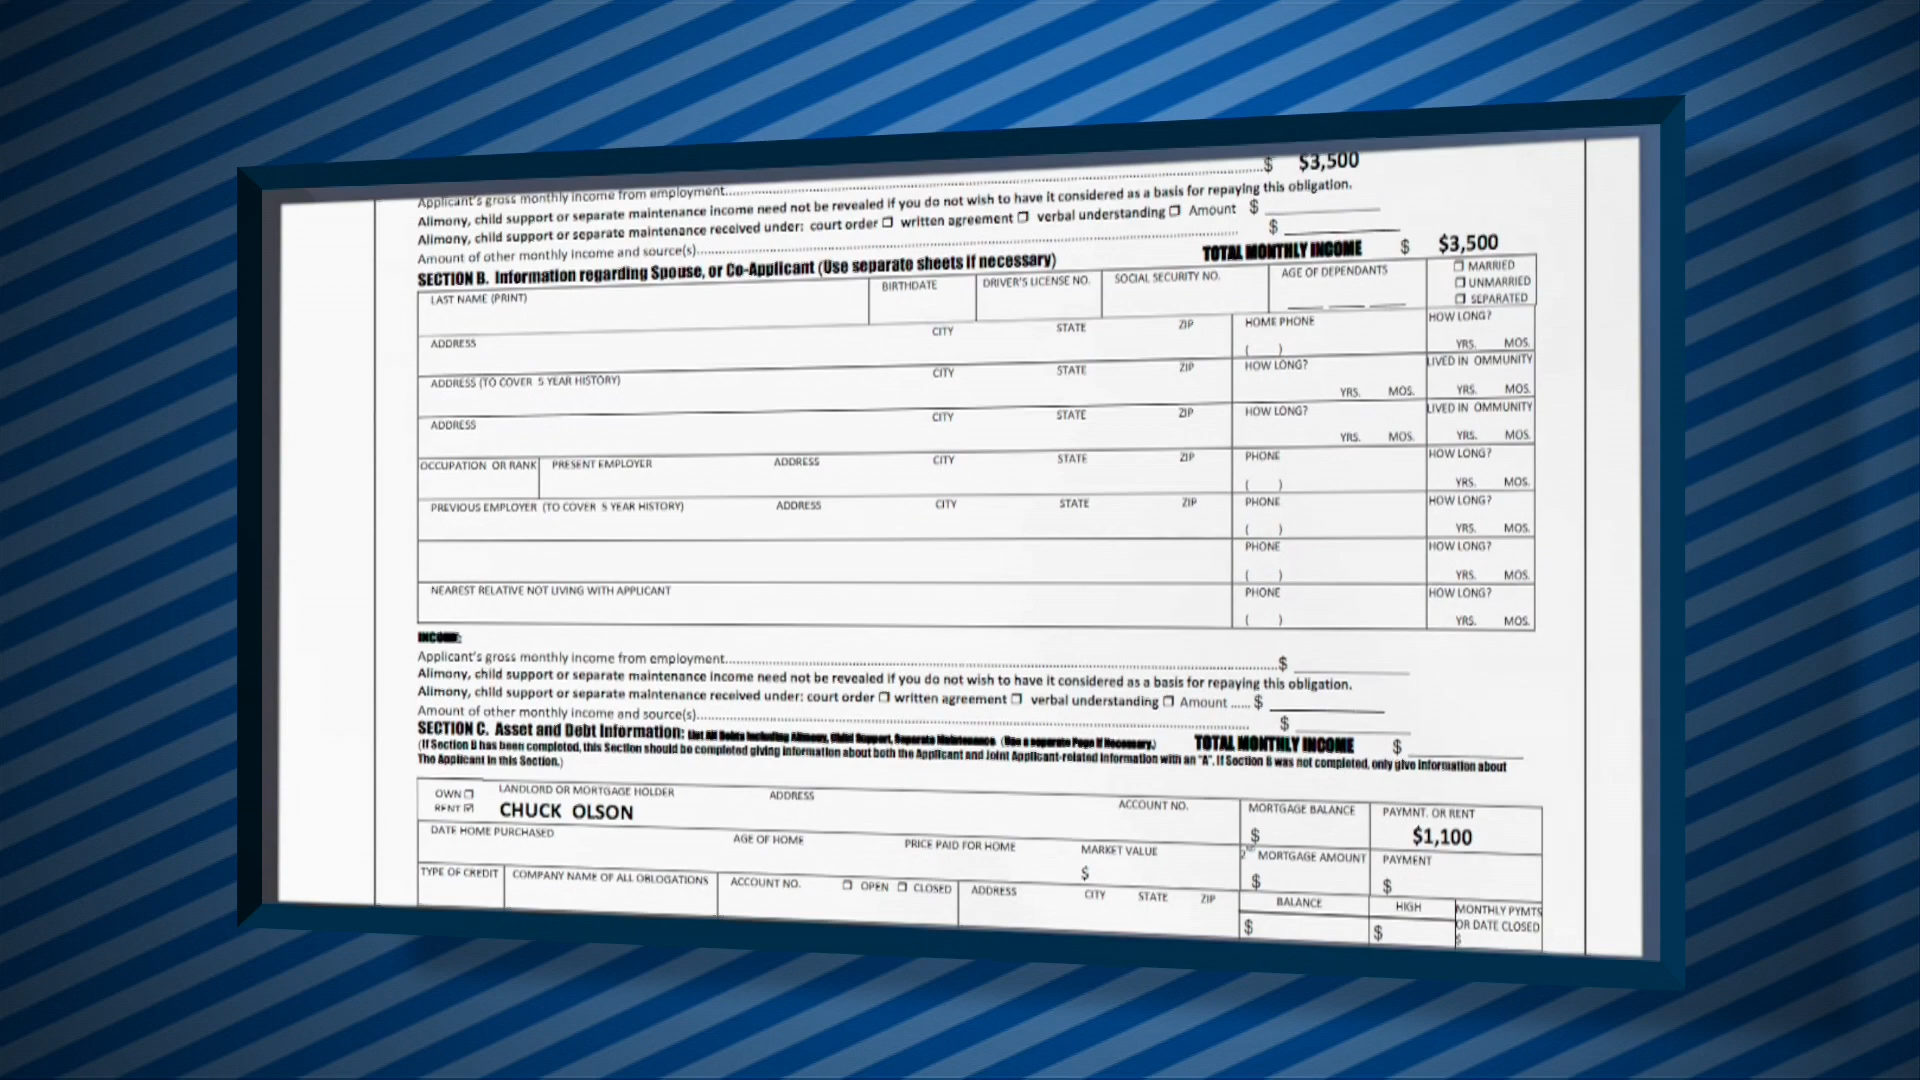 Applicant's gross monthly income from employment $ $3,500
Alimony, child support or separate maintenance income need not be revealed if you do not wish to have it considered as a basis for repaying this obligation.
Alimony, child support or separate maintenance received under: court order ☐ written agreement ☐ verbal understanding ☐ Amount $
Amount of other monthly income and source(s) $
TOTAL MONTHLY INCOME $ $3,500
SECTION B. Information regarding Spouse, or Co-Applicant (Use separate sheets if necessary)
LAST NAME (PRINT) BIRTHDATE DRIVER'S LICENSE NO. SOCIAL SECURITY NO. AGE OF DEPENDANTS ☐ MARRIED
☐ UNMARRIED
☐ SEPARATED
ADDRESS CITY STATE ZIP HOME PHONE HOW LONG?
( ) YRS. MOS.
ADDRESS (TO COVER 5 YEAR HISTORY) CITY STATE ZIP HOW LONG? LIVED IN OMMUNITY
YRS. MOS. YRS. MOS.
ADDRESS CITY STATE ZIP HOW LONG? LIVED IN OMMUNITY
YRS. MOS. YRS. MOS.
OCCUPATION OR RANK PRESENT EMPLOYER ADDRESS CITY STATE ZIP PHONE HOW LONG?
( ) YRS. MOS.
PREVIOUS EMPLOYER (TO COVER 5 YEAR HISTORY) ADDRESS CITY STATE ZIP PHONE HOW LONG?
( ) YRS. MOS.
PHONE HOW LONG?
( ) YRS. MOS.
NEAREST RELATIVE NOT LIVING WITH APPLICANT PHONE HOW LONG?
( ) YRS. MOS.
INCOME:
Applicant's gross monthly income from employment $
Alimony, child support or separate maintenance income need not be revealed if you do not wish to have it considered as a basis for repaying this obligation.
Alimony, child support or separate maintenance received under: court order ☐ written agreement ☐ verbal understanding ☐ Amount ...... $
Amount of other monthly income and source(s) $
SECTION C. Asset and Debt Information: List All Debts Including Alimony, Child Support, Separate Maintenance. (Use a separate Page If Necessary.) TOTAL MONTHLY INCOME $
(If Section B has been completed, this Section should be completed giving information about both the Applicant and Joint Applicant-related information with an "A". If Section B was not completed, only give information about
The Applicant in this Section.)
OWN ☐ LANDLORD OR MORTGAGE HOLDER ADDRESS ACCOUNT NO. MORTGAGE BALANCE PAYMNT. OR RENT
RENT ☑ CHUCK OLSON $ $1,100
DATE HOME PURCHASED AGE OF HOME PRICE PAID FOR HOME MARKET VALUE 2ND MORTGAGE AMOUNT PAYMENT
$ $ $
TYPE OF CREDIT COMPANY NAME OF ALL OBLOGATIONS ACCOUNT NO. ☐ OPEN ☐ CLOSED ADDRESS CITY STATE ZIP BALANCE HIGH MONTHLY PYMTS
OR DATE CLOSED
$ $ $